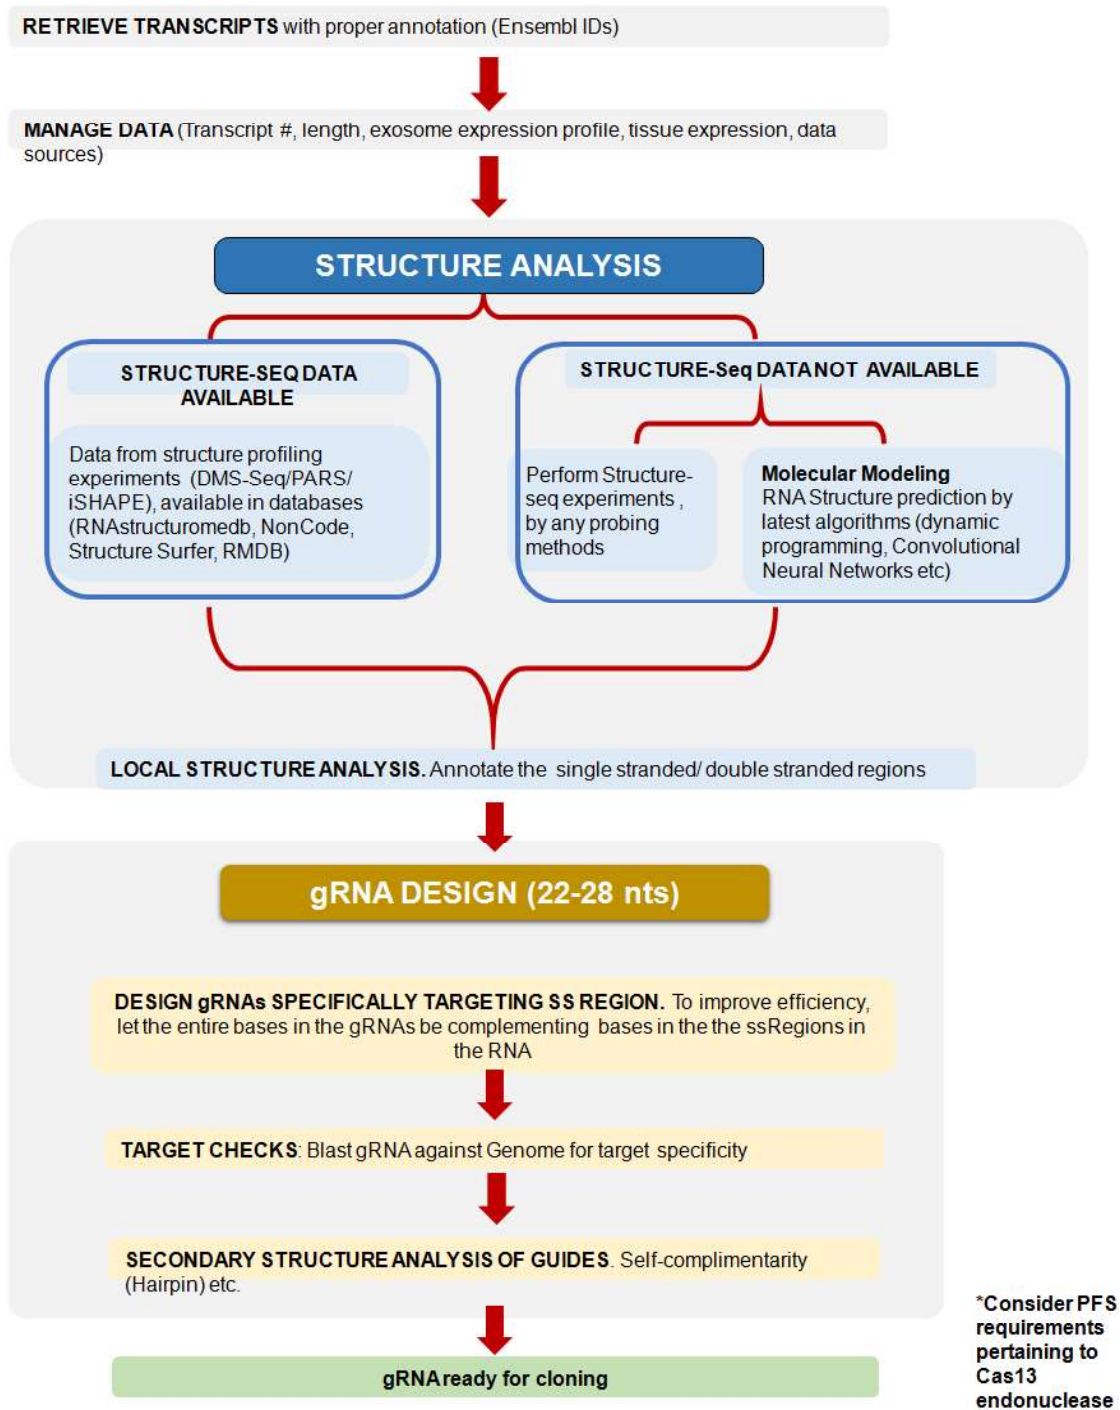 RETRIEVE TRANSCRIPTS with proper annotation (Ensembl IDs)
MANAGE DATA (Transcript #, length, exosome expression profile, tissue expression, data
sources)
STRUCTURE ANALYSIS
STRUCTURE-SEQ DATA
AVAILABLE
Data from structure profiling
experiments (DMS-Seq/PARS/
iSHAPE), available in databases
(RNAstructuromedb, NonCode,
Structure Surfer, RMDB)
STRUCTURE-Seq DATA NOT AVAILABLE
Perform Structure-
seq experiments ,
by any probing
methods
Molecular Modeling
RNA Structure prediction by
latest algorithms (dynamic
programming, Convolutional
Neural Networks etc)
LOCAL STRUCTURE ANALYSIS. Annotate the single stranded/ double stranded regions
gRNA DESIGN (22-28 nts)
DESIGN gRNAs SPECIFICALLY TARGETING SS REGION. To improve efficiency,
let the entire bases in the gRNAs be complementing bases in the the ssRegions in
the RNA
TARGET CHECKS: Blast gRNA against Genome for target specificity
SECONDARY STRUCTURE ANALYSIS OF GUIDES. Self-complimentarity
(Hairpin) etc.
gRNA ready for cloning
*Consider PFS
requirements
pertaining to
Cas13
endonuclease